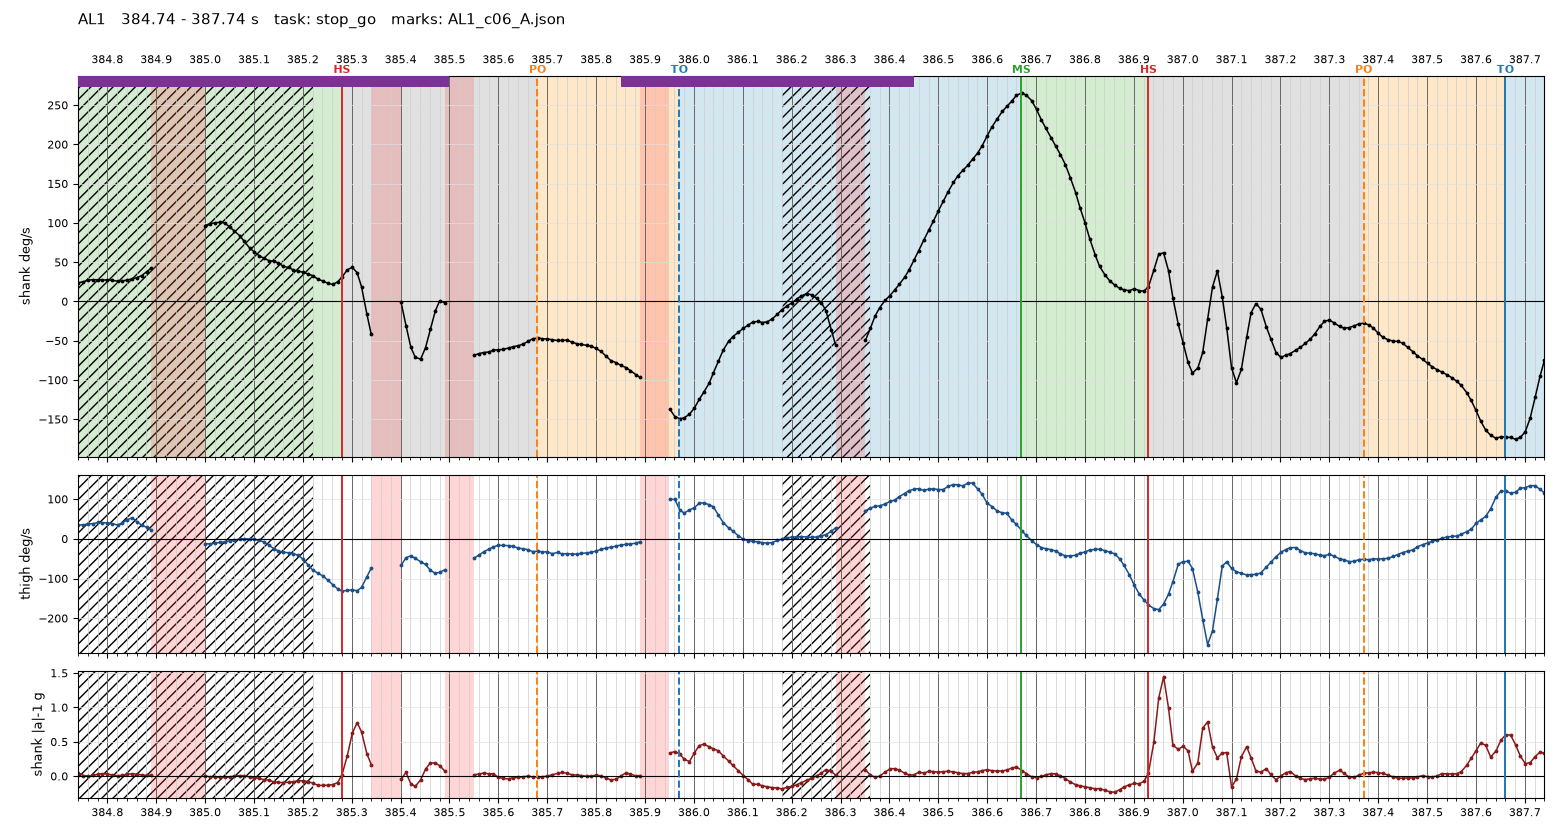 AL1   384.74 - 387.74 s   task: stop_go   marks: AL1_c06_A.json
384.8 384.9 385.0 385.1 385.2 385.3 385.4 385.5 385.6 385.7 385.8 385.9 386.0 386.1 386.2 386.3 386.4 386.5 386.6 386.7 386.8 386.9 387.0 387.1 387.2 387.3 387.4 387.5 387.6 387.7
HS PO TO MS HS PO TO
shank deg/s
250
200
150
100
50
0
−50
−100
−150
thigh deg/s
100
0
−100
−200
shank |a|-1 g
1.5
1.0
0.5
0.0
384.8 384.9 385.0 385.1 385.2 385.3 385.4 385.5 385.6 385.7 385.8 385.9 386.0 386.1 386.2 386.3 386.4 386.5 386.6 386.7 386.8 386.9 387.0 387.1 387.2 387.3 387.4 387.5 387.6 387.7